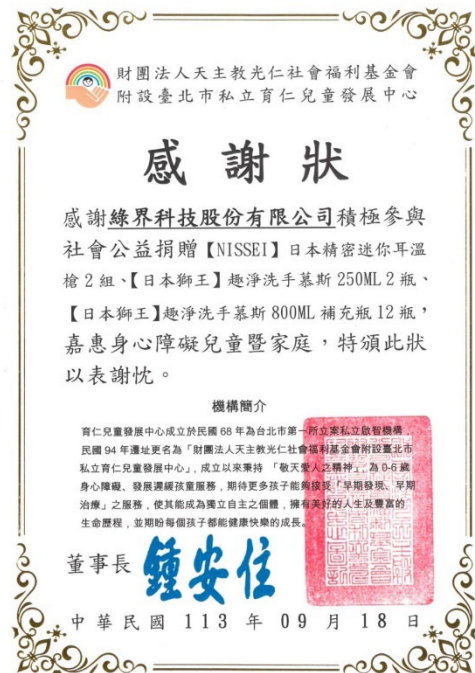 財團法人天主教光仁社會福利基金會
附設臺北市私立育仁兒童發展中心
感謝狀
感謝綠界科技股份有限公司積極參與
社會公益捐贈【NISSEI】日本精密迷你耳溫
槍2組、【日本獅王】趣淨洗手慕斯250ML 2瓶、
【日本獅王】趣淨洗手慕斯800ML 補充瓶12瓶，
嘉惠身心障礙兒童暨家庭，特頒此狀
以表謝忱。
機構簡介
育仁兒童發展中心成立於民國68年為台北市第一所立案私立啟智機構
民國94年遷址更名為「財團法人天主教光仁社會福利基金會附設臺北市
私立育仁兒童發展中心」，成立以來秉持 「敬天愛人之精神」，為0-6歲
身心障礙、發展遲緩孩童服務，期待更多孩子能夠接受「早期發現、早期
治療」之服務，使其能成為獨立自主之個體，擁有美好的人生及豐富的
生命歷程，並期盼每個孩子都能健康快樂的成長。
董事長 鍾安住
中華民國 113 年 09 月 18 日